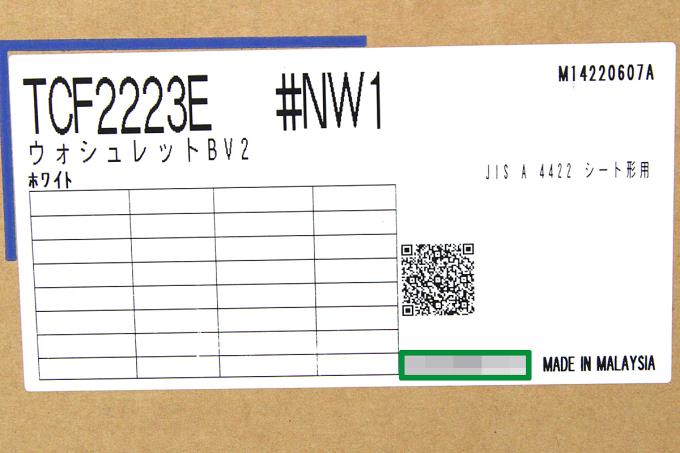 TCF2223E #NW1
M14220607A
ウォシュレットBV2
JIS A 4422 シート形用
ホワイト
MADE IN MALAYSIA